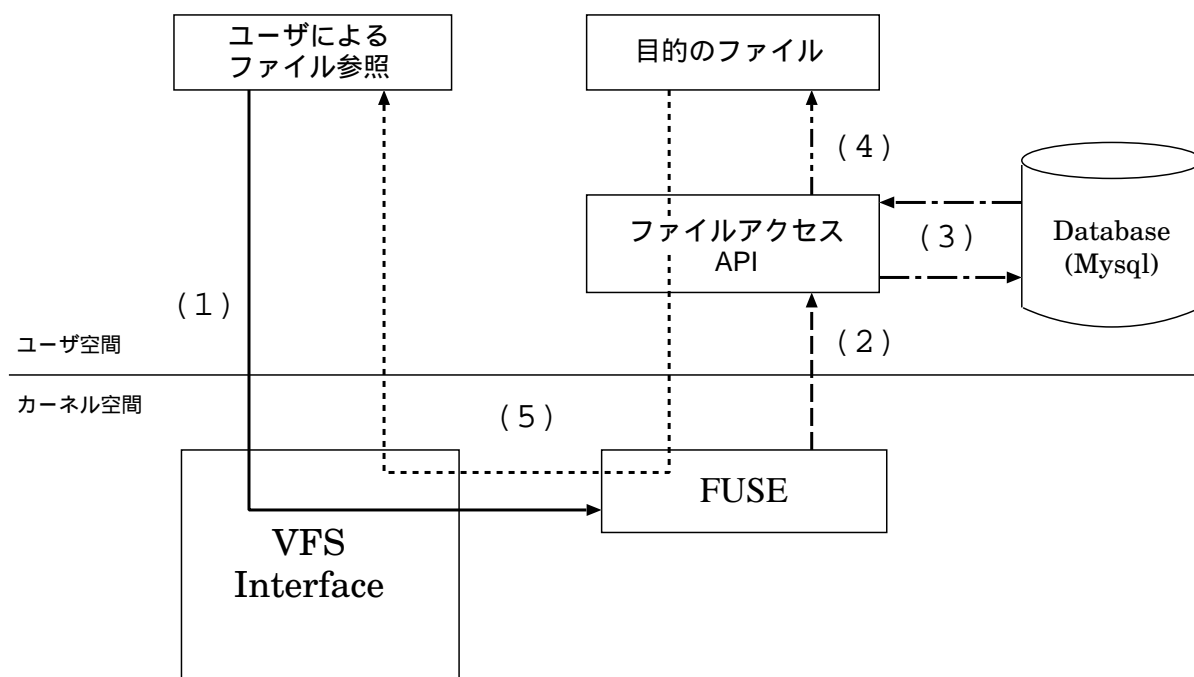 ユーザによる
ファイル参照
目的のファイル
(4)
ファイルアクセス
API
(3)
Database
(Mysql)
(1)
(2)
ユーザ空間
カーネル空間
(5)
FUSE
VFS
Interface